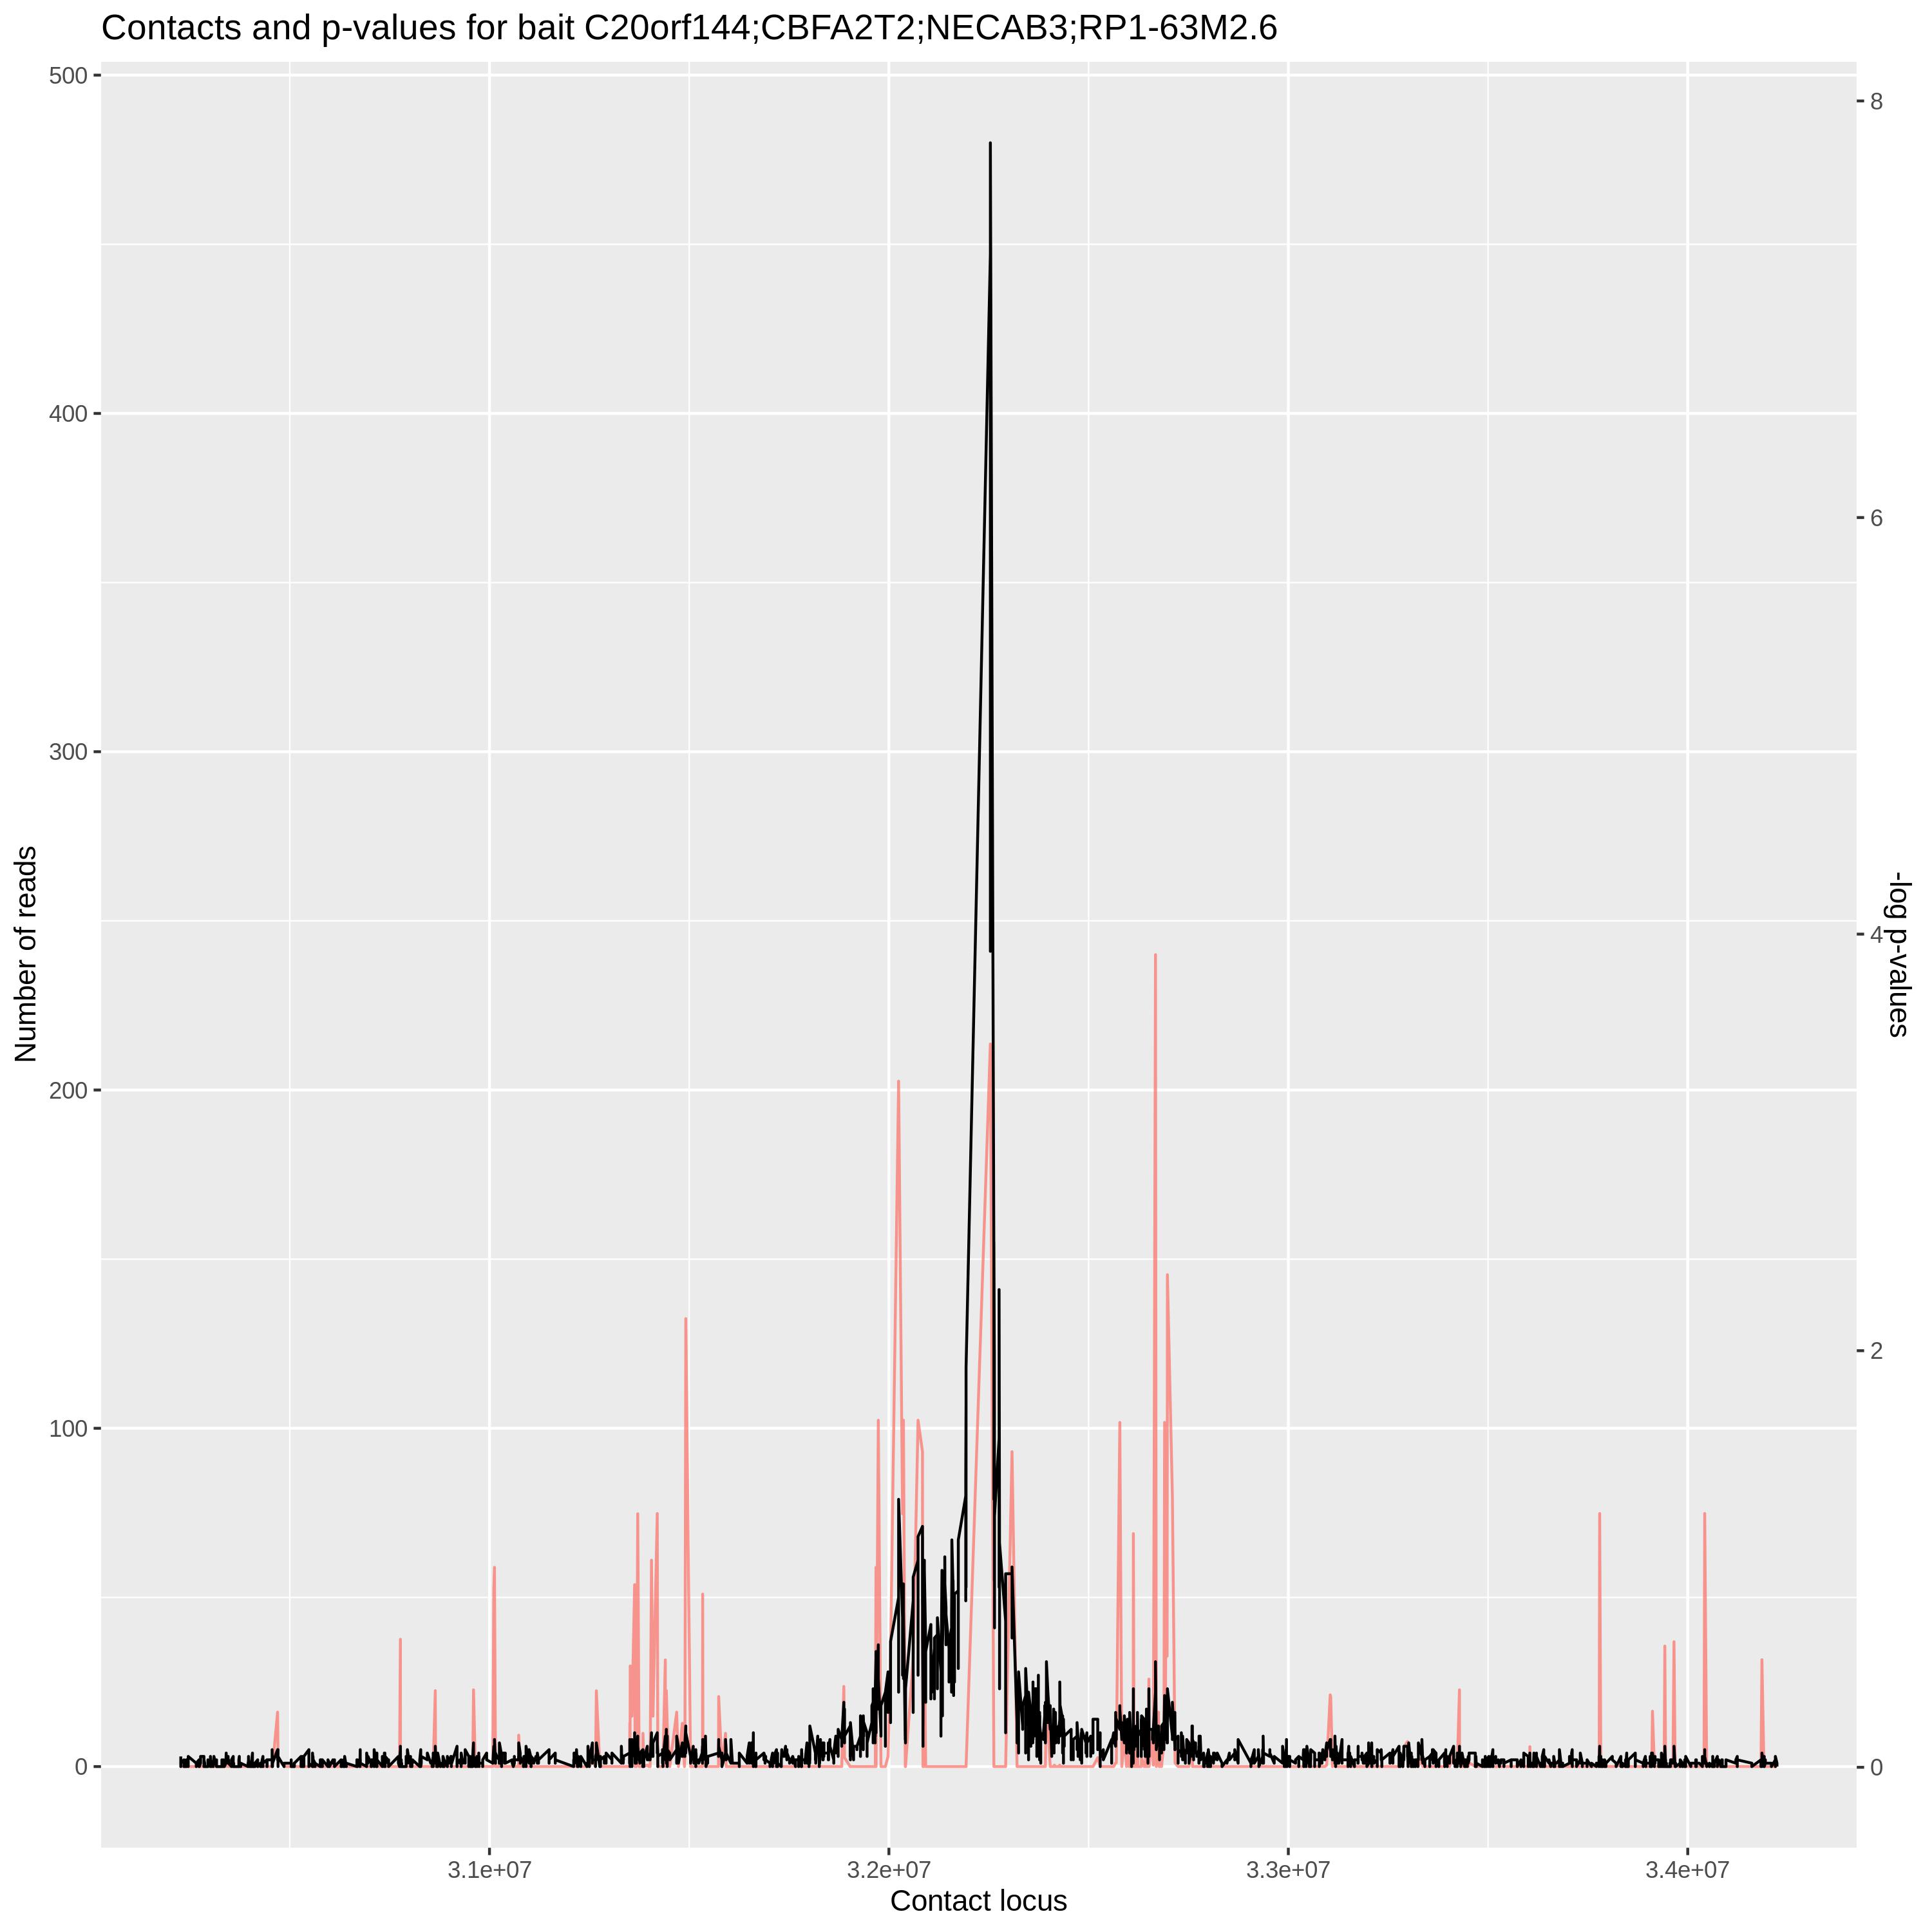 Contacts and p-values for bait C20orf144;CBFA2T2;NECAB3;RP1-63M2.6
500
400
300
200
100
0
Number of reads
8
6
4
2
0
-log p-values
3.1e+07
3.2e+07
3.3e+07
3.4e+07
Contact locus